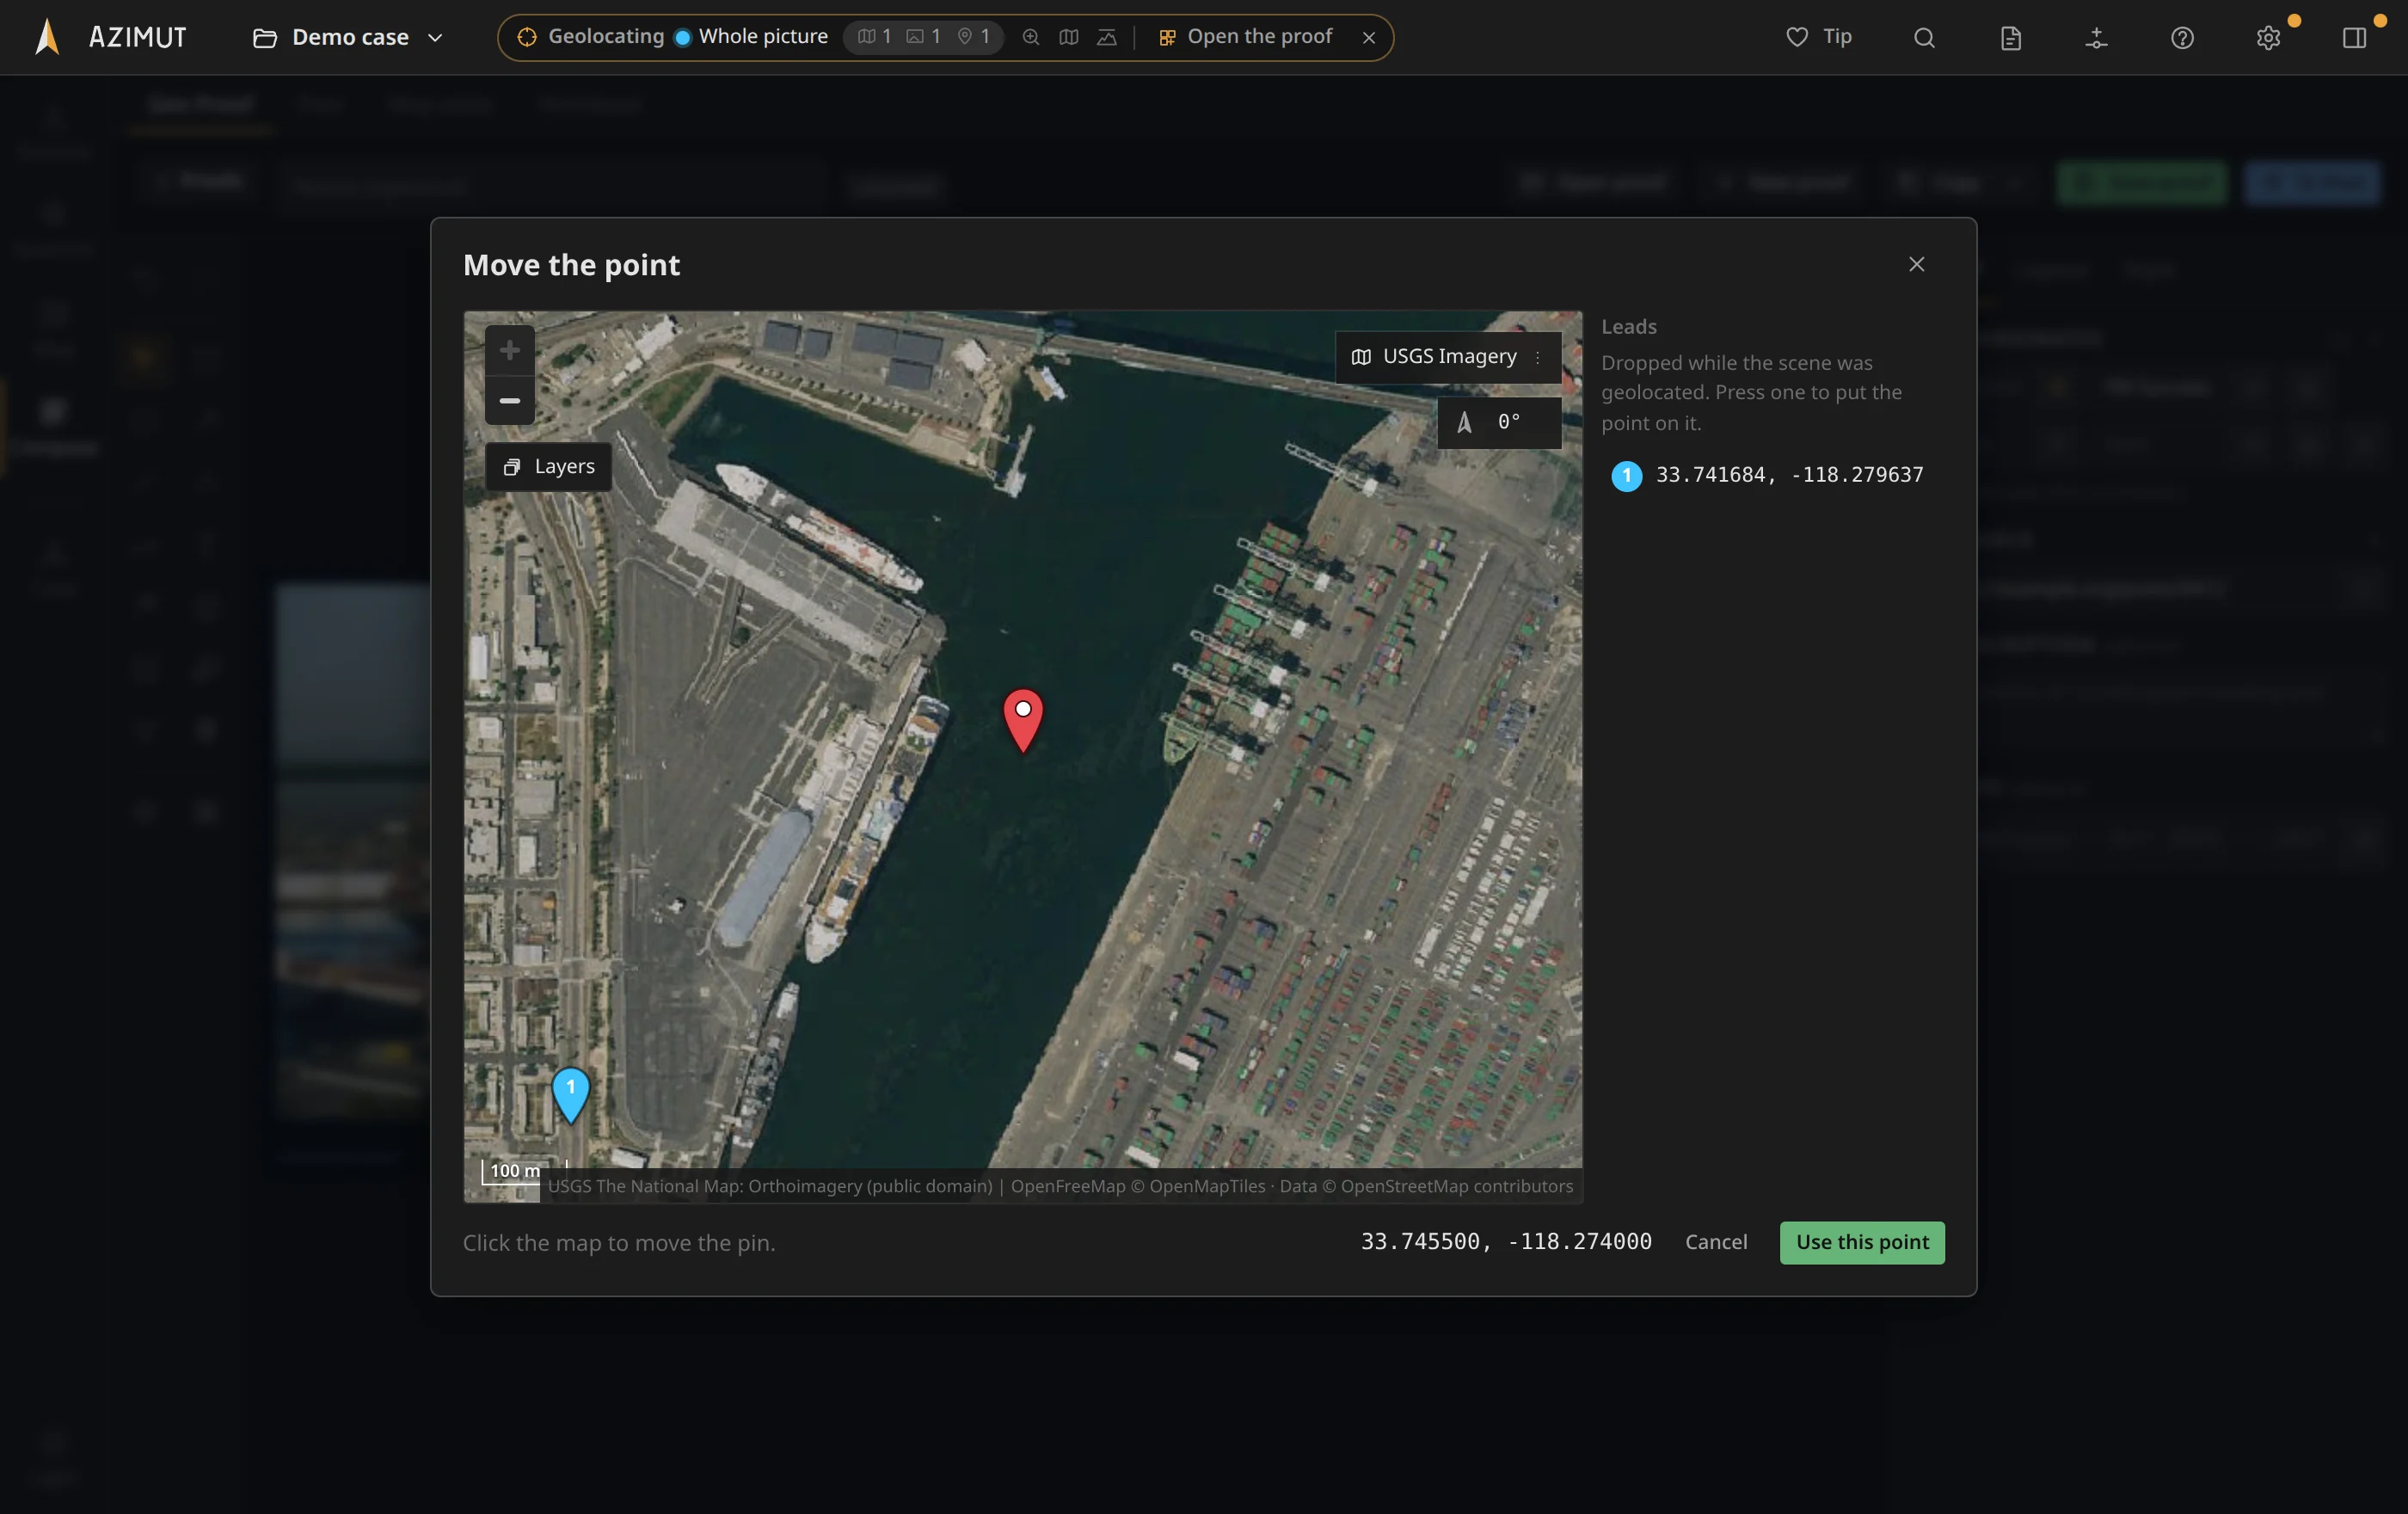 AZIMUT
Demo case
Geolocating
Whole picture
1
1
1
Open the proof
Tip
Move the point
USGS Imagery
0°
Layers
1
100 m
USGS The National Map: Orthoimagery (public domain) | OpenFreeMap © OpenMapTiles · Data © OpenStreetMap contributors
Leads
Dropped while the scene was
geolocated. Press one to put the
point on it.
1 33.741684, -118.279637
Click the map to move the pin.
33.745500, -118.274000
Cancel
Use this point